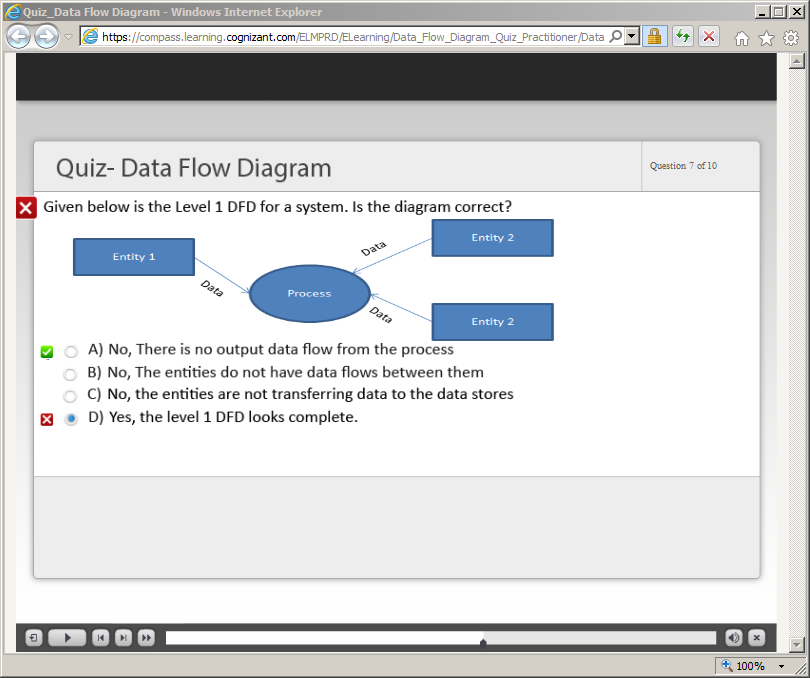 Quiz_Data Flow Diagram - Windows Internet Explorer
https://compass.learning.cognizant.com/ELMPRD/ELearning/Data_Flow_Diagram_Quiz_Practitioner/Data
Quiz- Data Flow Diagram
Question 7 of 10
Given below is the Level 1 DFD for a system. Is the diagram correct?
Entity 1
Data
Process
Data
Entity 2
Data
Entity 2
A) No, There is no output data flow from the process
B) No, The entities do not have data flows between them
C) No, the entities are not transferring data to the data stores
D) Yes, the level 1 DFD looks complete.
100%